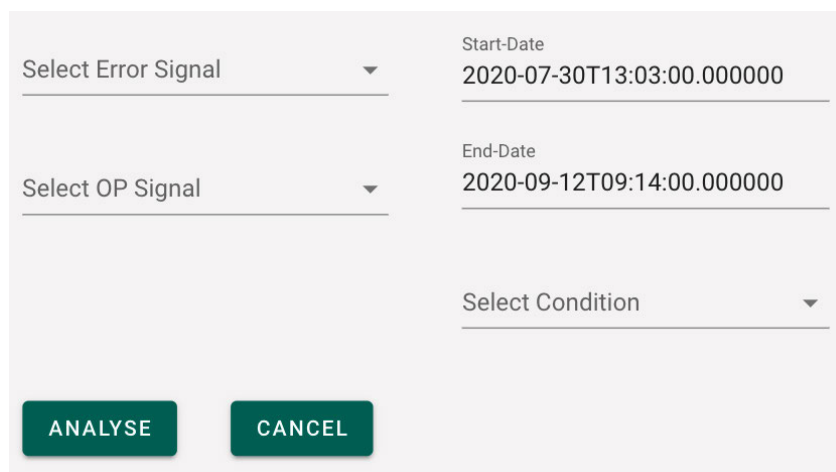 Select Error Signal
Start-Date
2020-07-30T13:03:00.000000
Select OP Signal
End-Date
2020-09-12T09:14:00.000000
Select Condition
ANALYSE
CANCEL